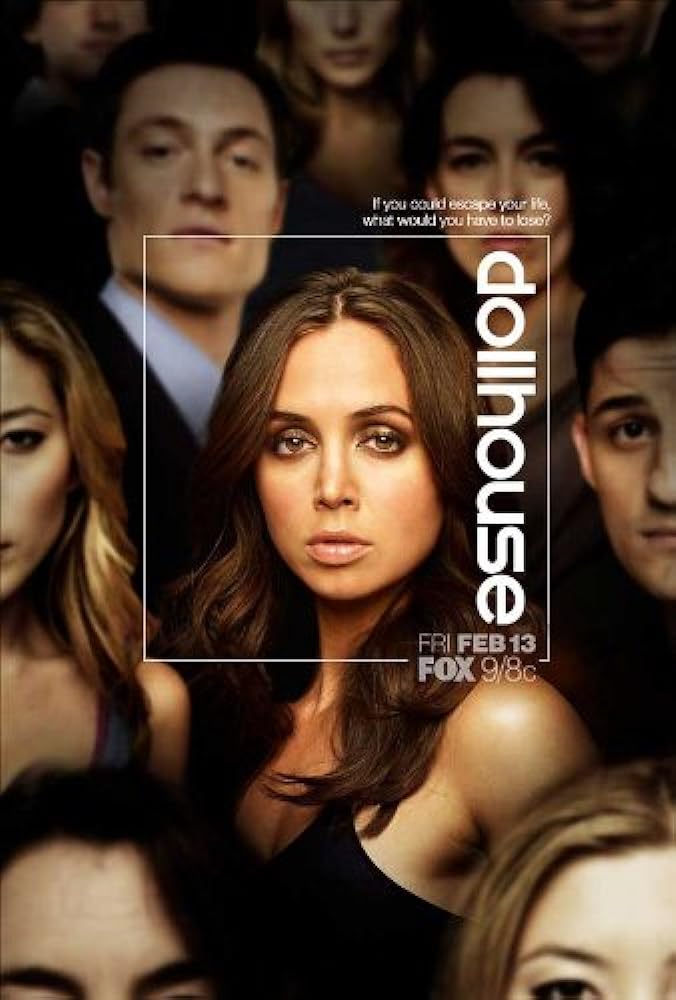 If you could escape your life,
what would you have to lose?
dollhouse
FRI FEB 13
FOX 9/8c